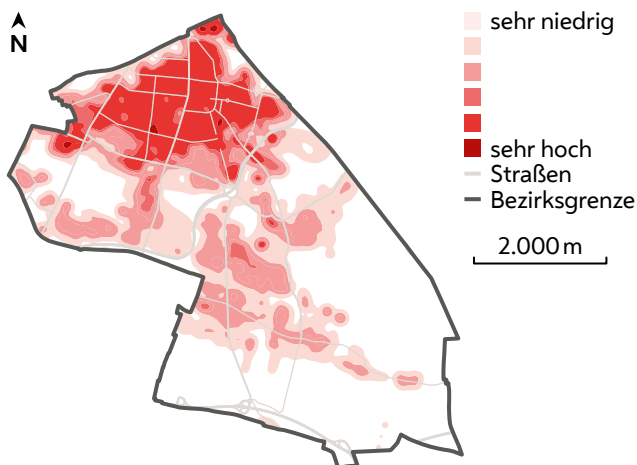 N
sehr niedrig
sehr hoch
Straßen
Bezirksgrenze
2.000 m